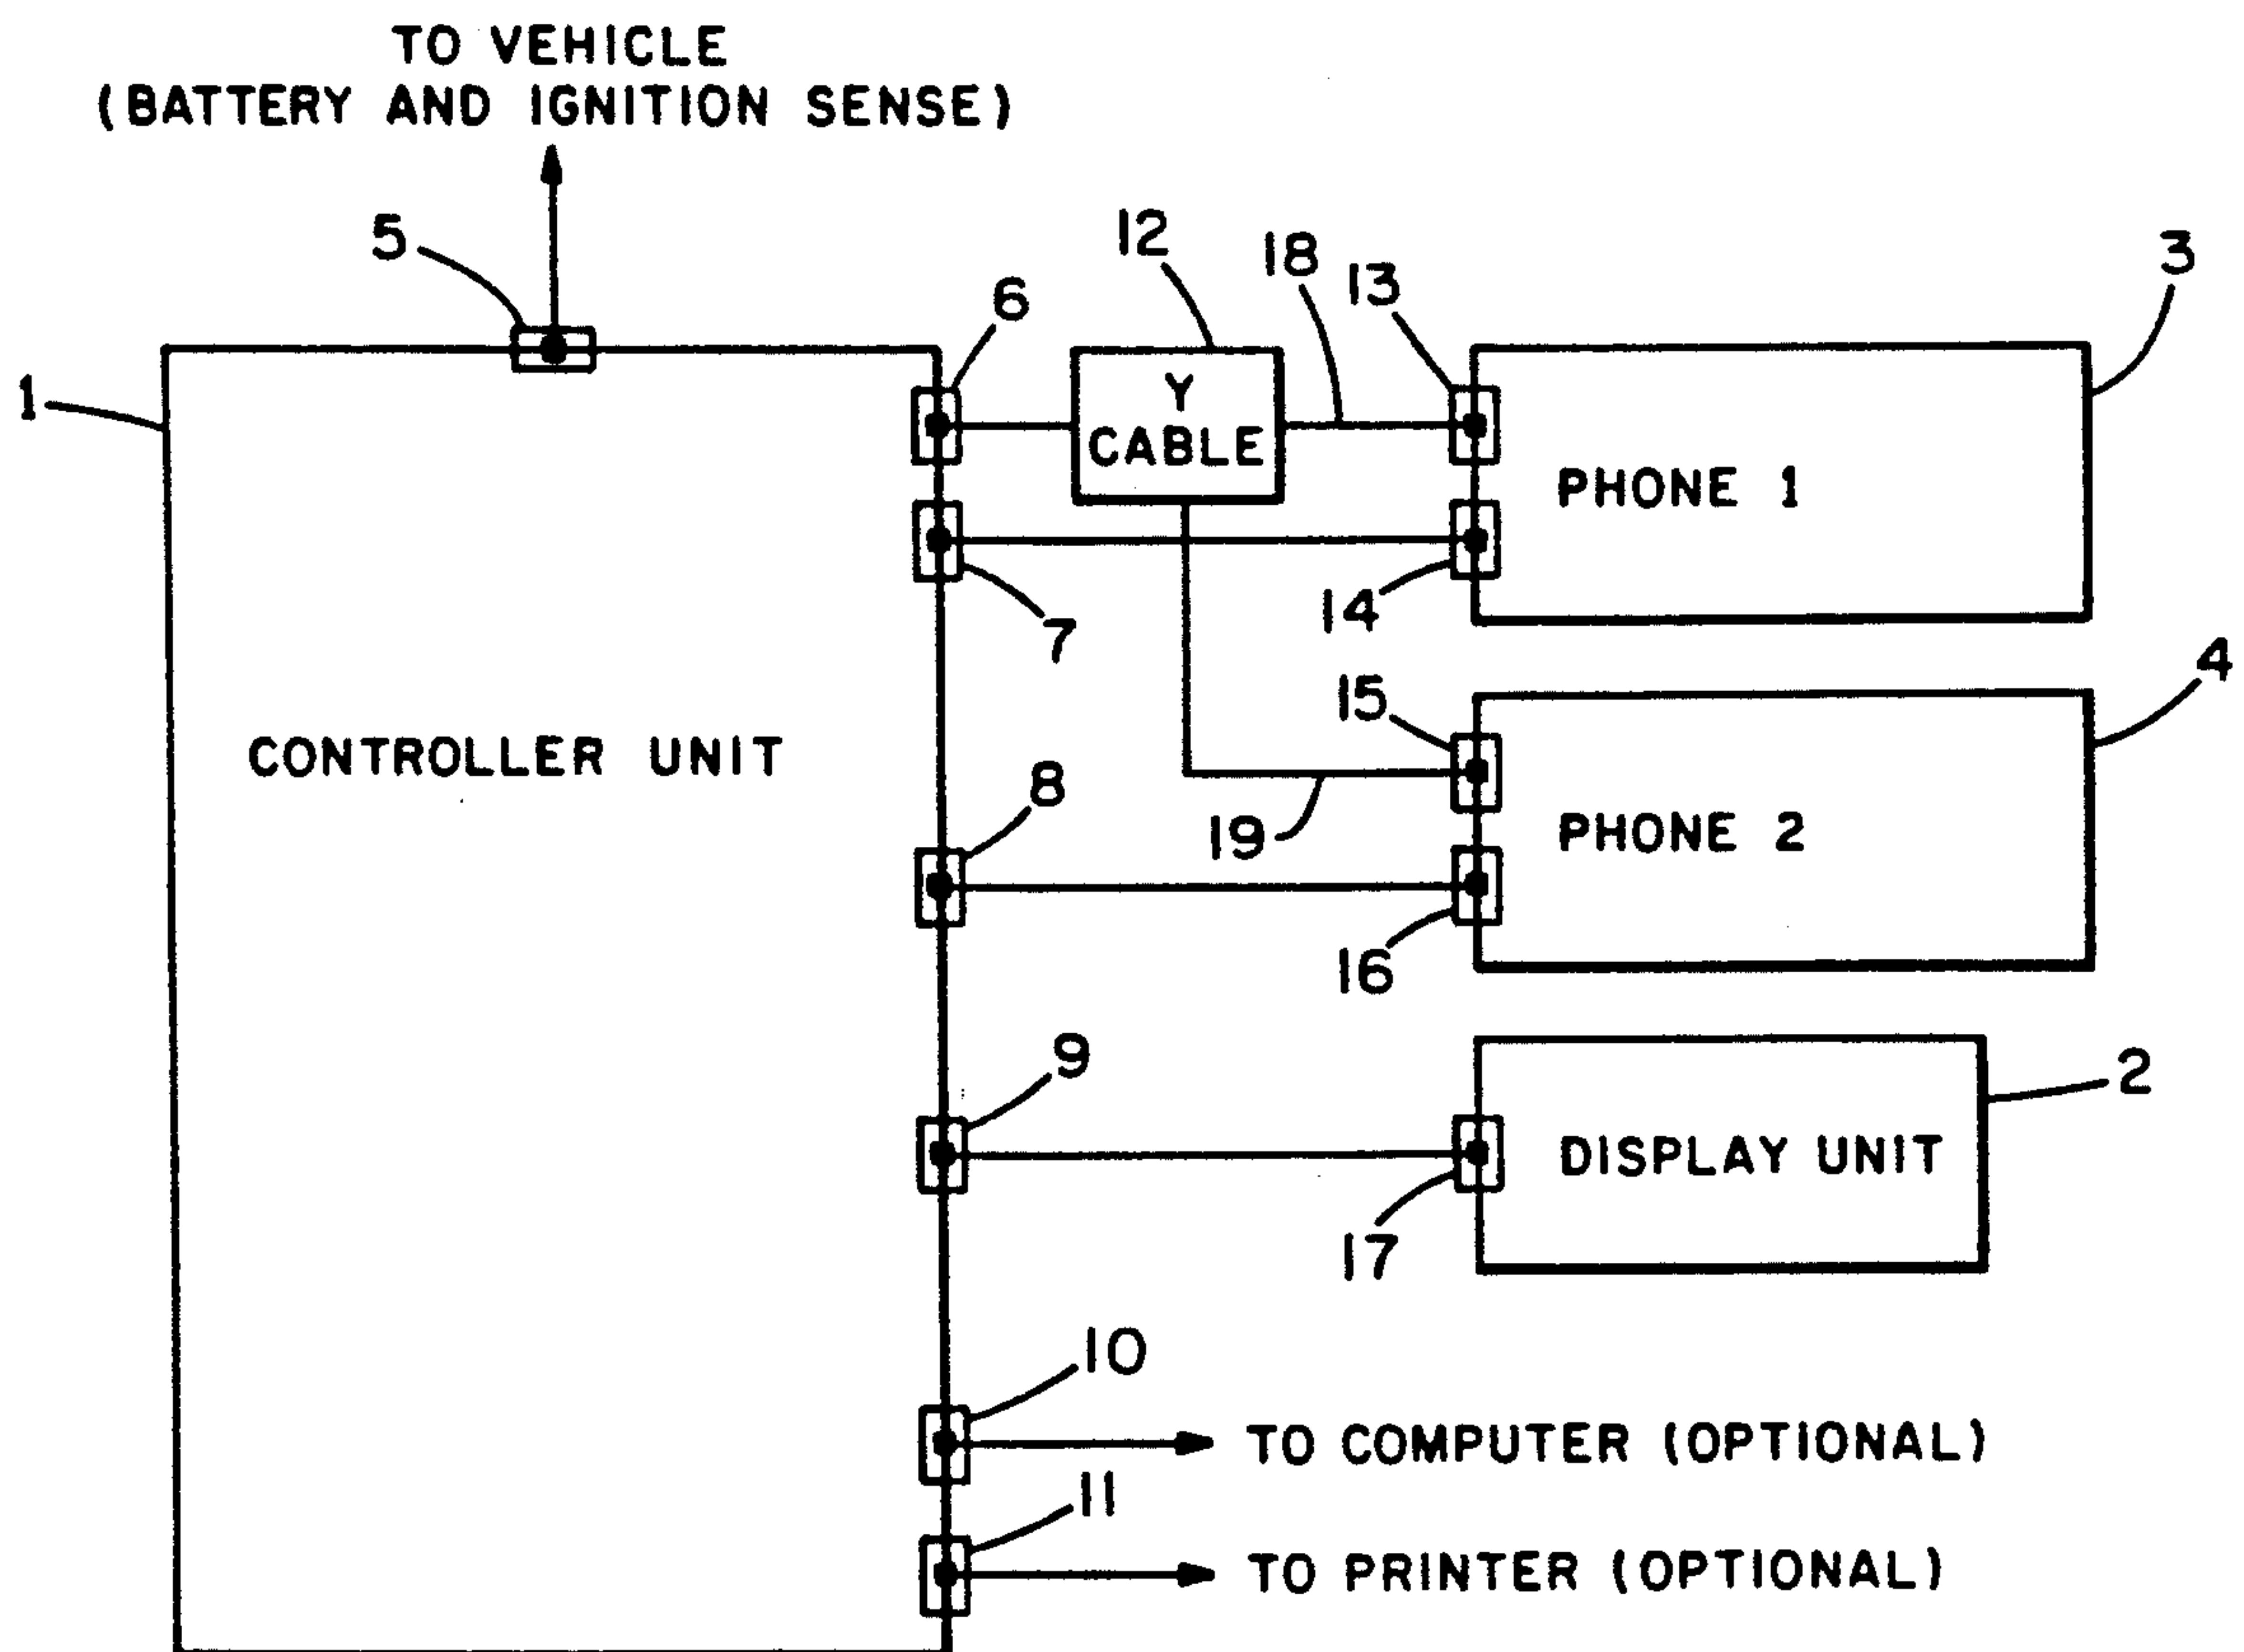 TO VEHICLE
(BATTERY AND IGNITION SENSE)
5
12
18
13
3
6
1
Y
CABLE
PHONE 1
14
7
4
15
CONTROLLER UNIT
8
19
PHONE 2
16
9
2
DISPLAY UNIT
17
10
TO COMPUTER (OPTIONAL)
11
TO PRINTER (OPTIONAL)